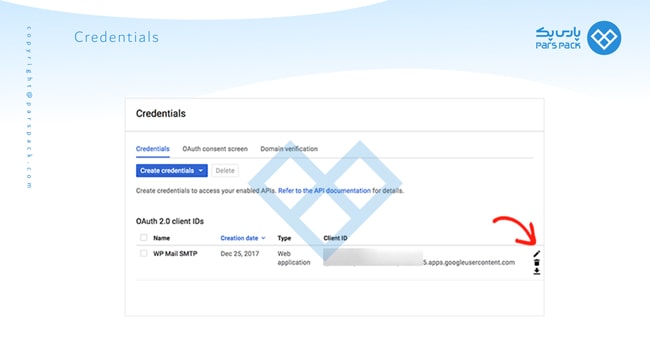 Credentials
پارس پک
PARS PACK
copyright@parspack.com
Credentials
Credentials OAuth consent screen Domain verification
Create credentials Delete
Create credentials to access your enabled APIs. Refer to the API documentation for details.
OAuth 2.0 client IDs
Name Creation date Type Client ID
WP Mail SMTP Dec 25, 2017 Web application 5.apps.googleusercontent.com